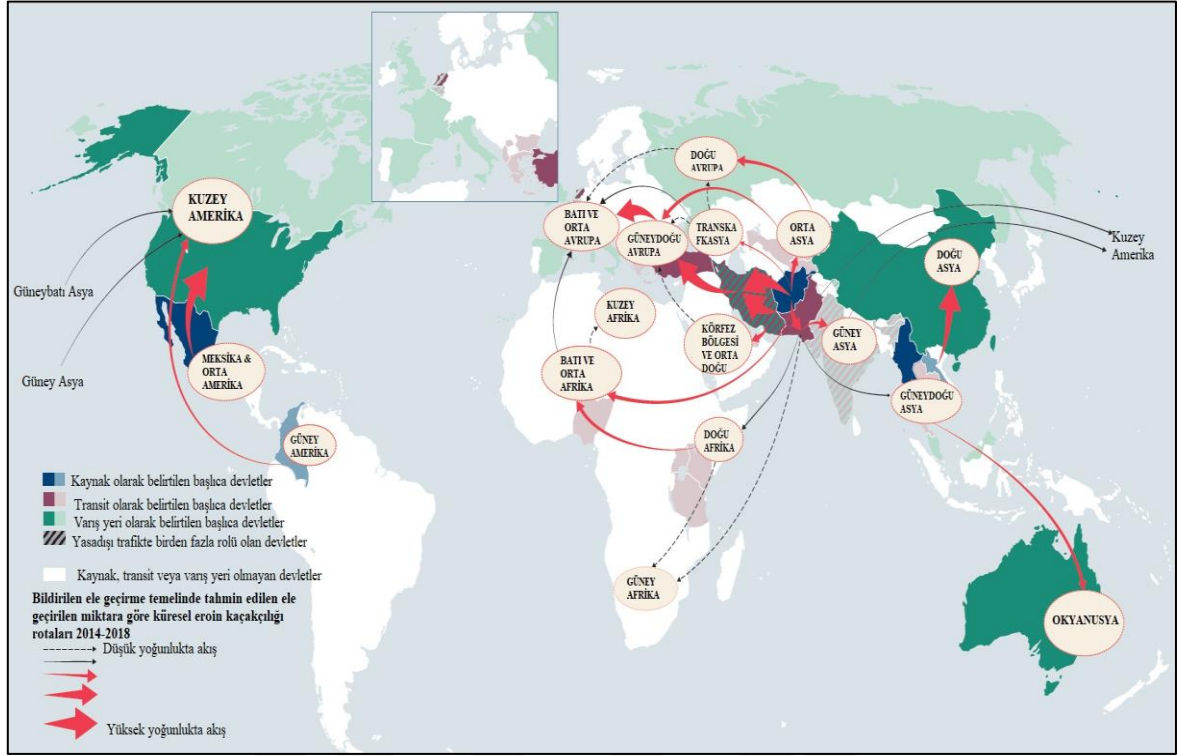 KUZEY
AMERİKA
Güneybatı Asya
Güney Asya
MEKSİKA &
ORTA
AMERİKA
GÜNEY
AMERİKA
DOĞU
AVRUPA
BATI VE
ORTA
AVRUPA
GÜNEYDOĞU
AVRUPA
TRANSKA
FKASYA
ORTA
ASYA
Kuzey
Amerika
DOĞU
ASYA
KUZEY
AFRİKA
KÖRFEZ
BÖLGESİ
VE ORTA
DOĞU
GÜNEY
ASYA
BATI VE
ORTA
AFRİKA
GÜNEYDOĞU
ASYA
DOĞU
AFRİKA
GÜNEY
AFRİKA
OKYANUSYA
Kaynak olarak belirtilen başlıca devletler
Transit olarak belirtilen başlıca devletler
Varış yeri olarak belirtilen başlıca devletler
Yasadışı trafikte birden fazla rolü olan devletler
Kaynak, transit veya varış yeri olmayan devletler
Bildirilen ele geçirme temelinde tahmin edilen ele
geçirilen miktara göre küresel eroin kaçakçılığı
rotaları 2014-2018
Düşük yoğunlukta akış
Yüksek yoğunlukta akış